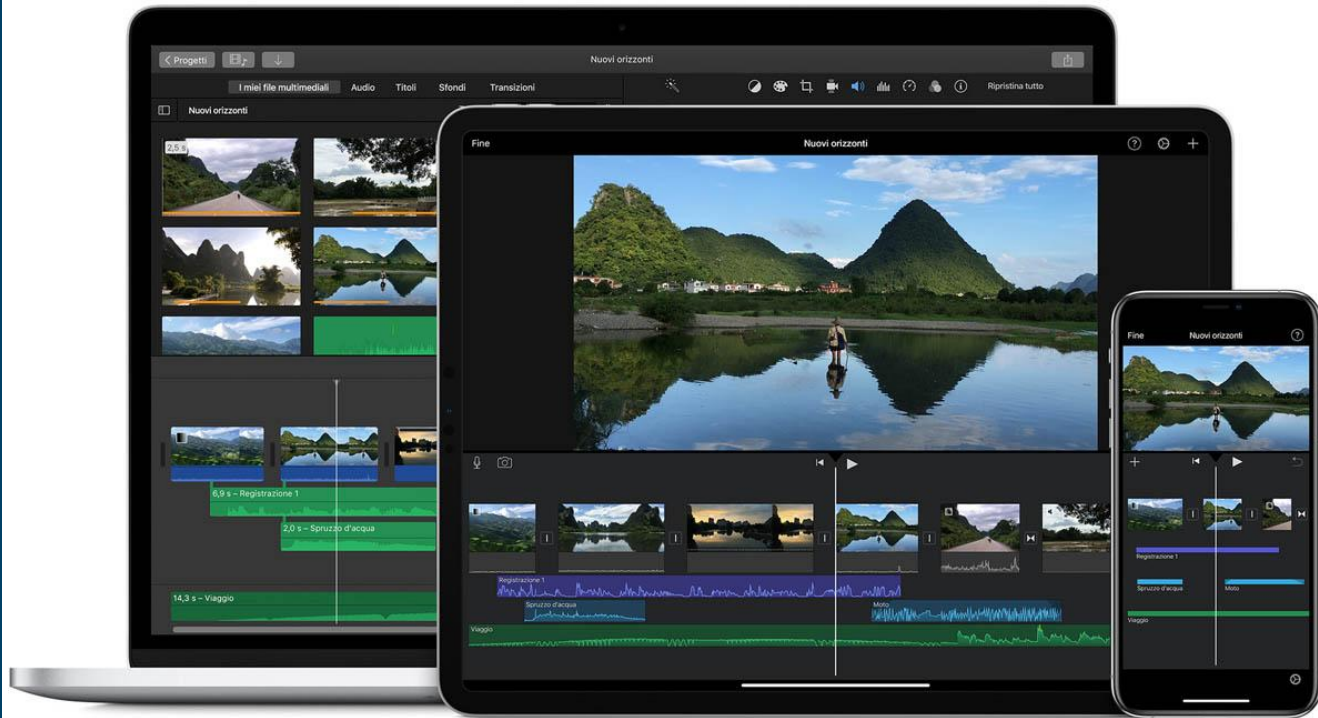 Progetti
Nuovi orizzonti
I miei file multimediali Audio Titoli Sfondi Transizioni
Ripristina tutto
Nuovi orizzonti
2,5 s
6,9 s – Registrazione 1
2,0 s – Spruzzo d'acqua
14,3 s – Viaggio
Fine Nuovi orizzonti
Registrazione 1
Spruzzo d'acqua Moto
Viaggio
Fine Nuovi orizzonti
Registrazione 1
Spruzzo d'acqua Moto
Viaggio